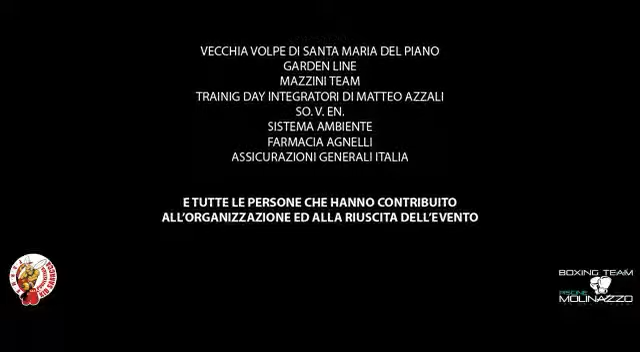 VECCHIA VOLPE DI SANTA MARIA DEL PIANO
GARDEN LINE
MAZZINI TEAM
TRAINIG DAY INTEGRATORI DI MATTEO AZZALI
SO. V. EN.
SISTEMA AMBIENTE
FARMACIA AGNELLI
ASSICURAZIONI GENERALI ITALIA
E TUTTE LE PERSONE CHE HANNO CONTRIBUITO
ALL'ORGANIZZAZIONE ED ALLA RIUSCITA DELL'EVENTO
BOXING TEAM
PISCINE
MOLINAZZO